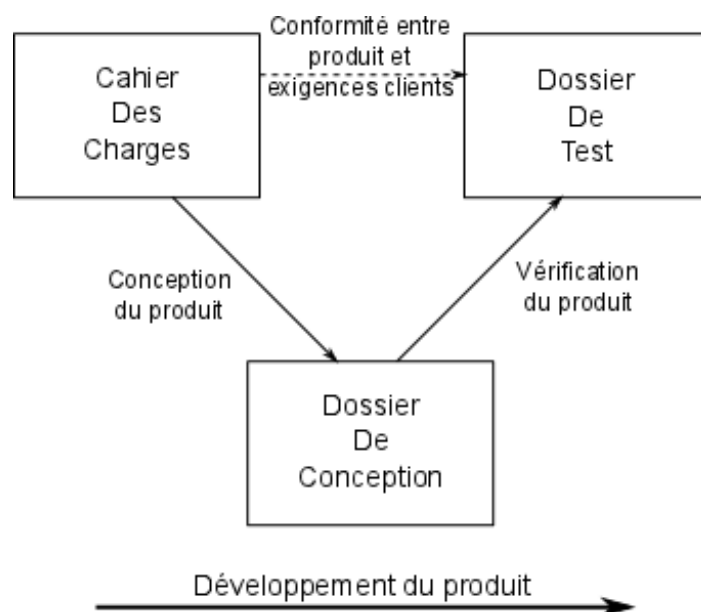 Cahier
Des
Charges
Conformité entre
produit et
exigences clients
Dossier
De
Test
Conception
du produit
Vérification
du produit
Dossier
De
Conception
Développement du produit